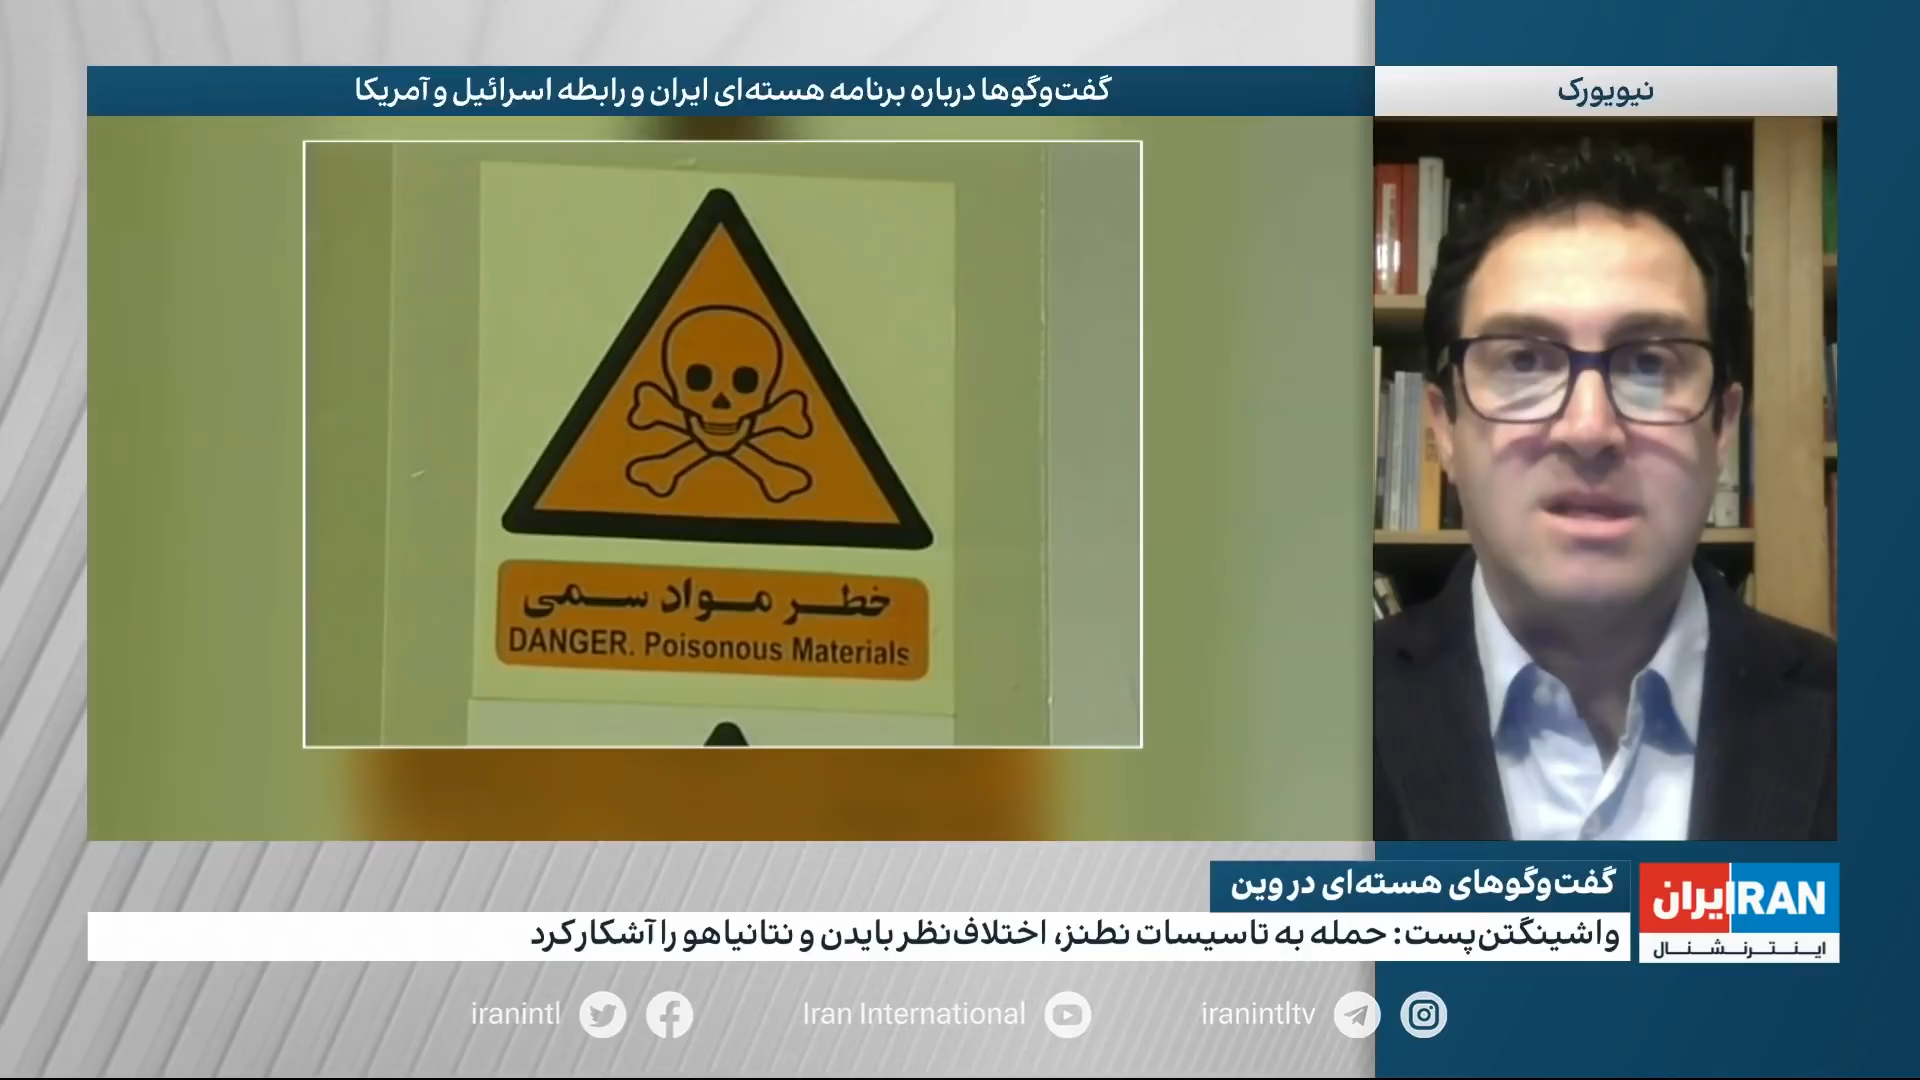 گفت‌وگوها درباره برنامه هسته‌ای ایران و رابطه اسرائیل و آمریکا
نیویورک
خطر مواد سمی
DANGER. Poisonous Materials
گفت‌وگوهای هسته‌ای در وین
واشینگتن‌پست: حمله به تاسیسات نطنز، اختلاف‌نظر بایدن و نتانیاهو را آشکار کرد
ایران IRAN
اینترنشنال
iranintl
Iran International
iranintltv